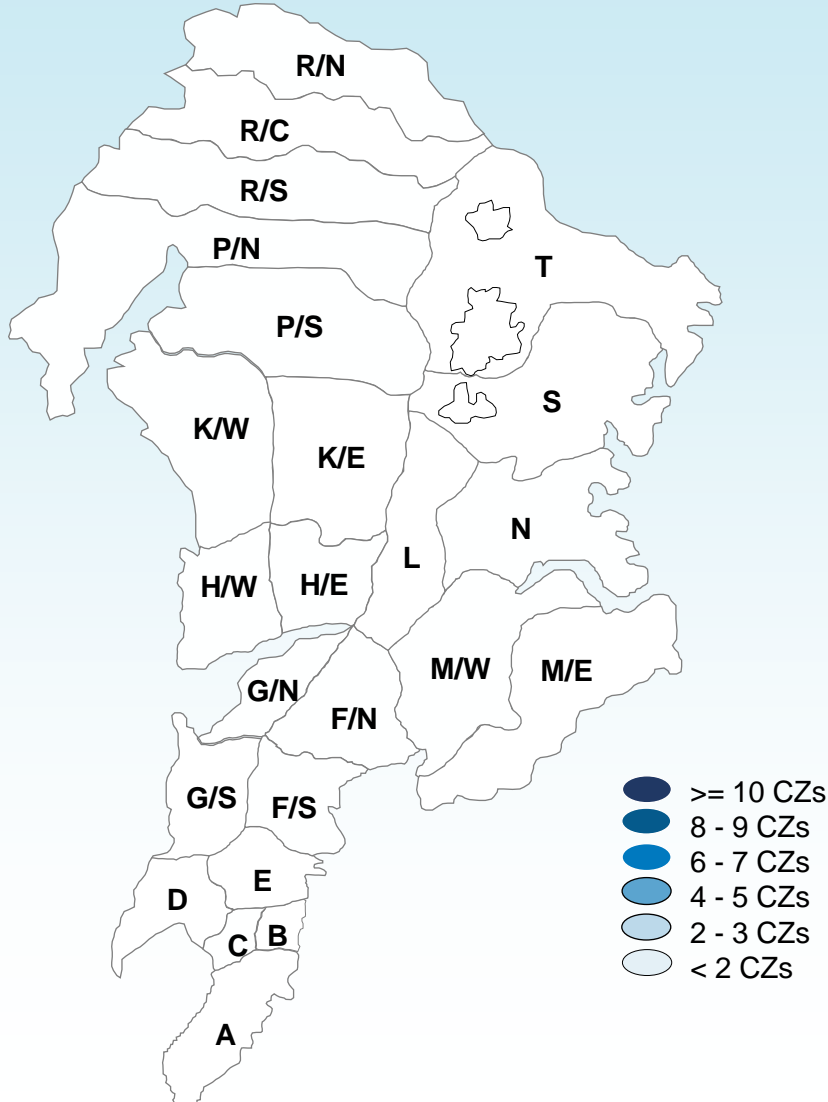 R/N
R/C
R/S
P/N
T
P/S
S
K/W
K/E
N
L
H/W
H/E
M/W
M/E
G/N
F/N
G/S
F/S
E
D
C
B
A
>= 10 CZs
8 - 9 CZs
6 - 7 CZs
4 - 5 CZs
2 - 3 CZs
< 2 CZs